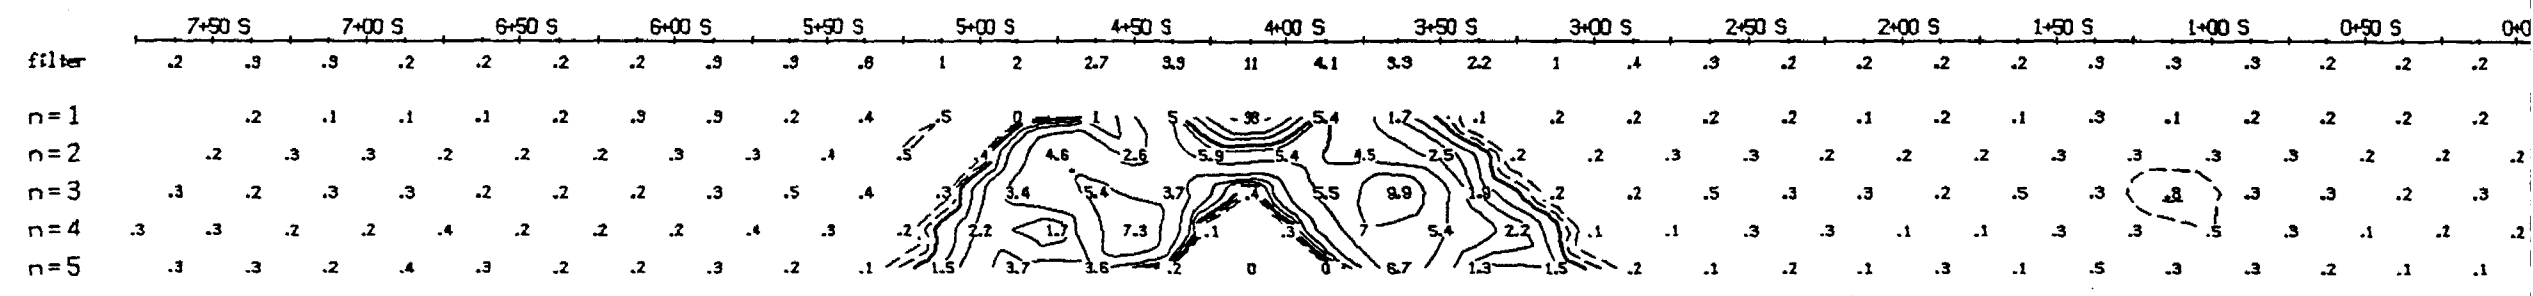 7+50 S 7+00 S 6+50 S 6+00 S 5+50 S 5+00 S 4+50 S 4+00 S 3+50 S 3+00 S 2+50 S 2+00 S 1+50 S 1+00 S 0+50 S 0+0
filter .2 .3 .3 .2 .2 .2 .2 .3 .3 .6 1 2 2.7 3.3 11 4.1 3.3 2.2 1 .4 .3 .2 .2 .2 .2 .3 .3 .3 .2 .2 .2
n=1 .2 .1 .1 .1 .2 .3 .3 .2 .4 .5 0 1 5 38 5.4 1.7 .1 .2 .2 .2 .2 .1 .2 .1 .3 .1 .2 .2 .2 .2
n=2 .2 .3 .3 .2 .2 .2 .3 .3 .4 .5 .4 4.6 2.6 5.9 5.4 4.5 2.5 .2 .2 .3 .3 .2 .2 .2 .3 .3 .3 .3 .2 .2 .2
n=3 .3 .2 .3 .3 .2 .2 .2 .3 .5 .4 .3 3.4 5.4 3.7 .4 5.5 9.9 1.9 .2 .2 .5 .3 .3 .2 .5 .3 .8 .3 .3 .2 .3
n=4 .3 .3 .2 .2 .4 .2 .2 .2 .4 .3 .2 2.2 1.7 7.3 .1 .3 7 5.4 2.2 .1 .1 .3 .3 .1 .1 .3 .3 .5 .3 .1 .2 .2
n=5 .3 .3 .2 .4 .3 .2 .2 .3 .2 .1 1.5 3.7 3.6 .2 0 0 6.7 1.3 1.5 .2 .1 .2 .1 .3 .1 .5 .3 .3 .2 .1 .1